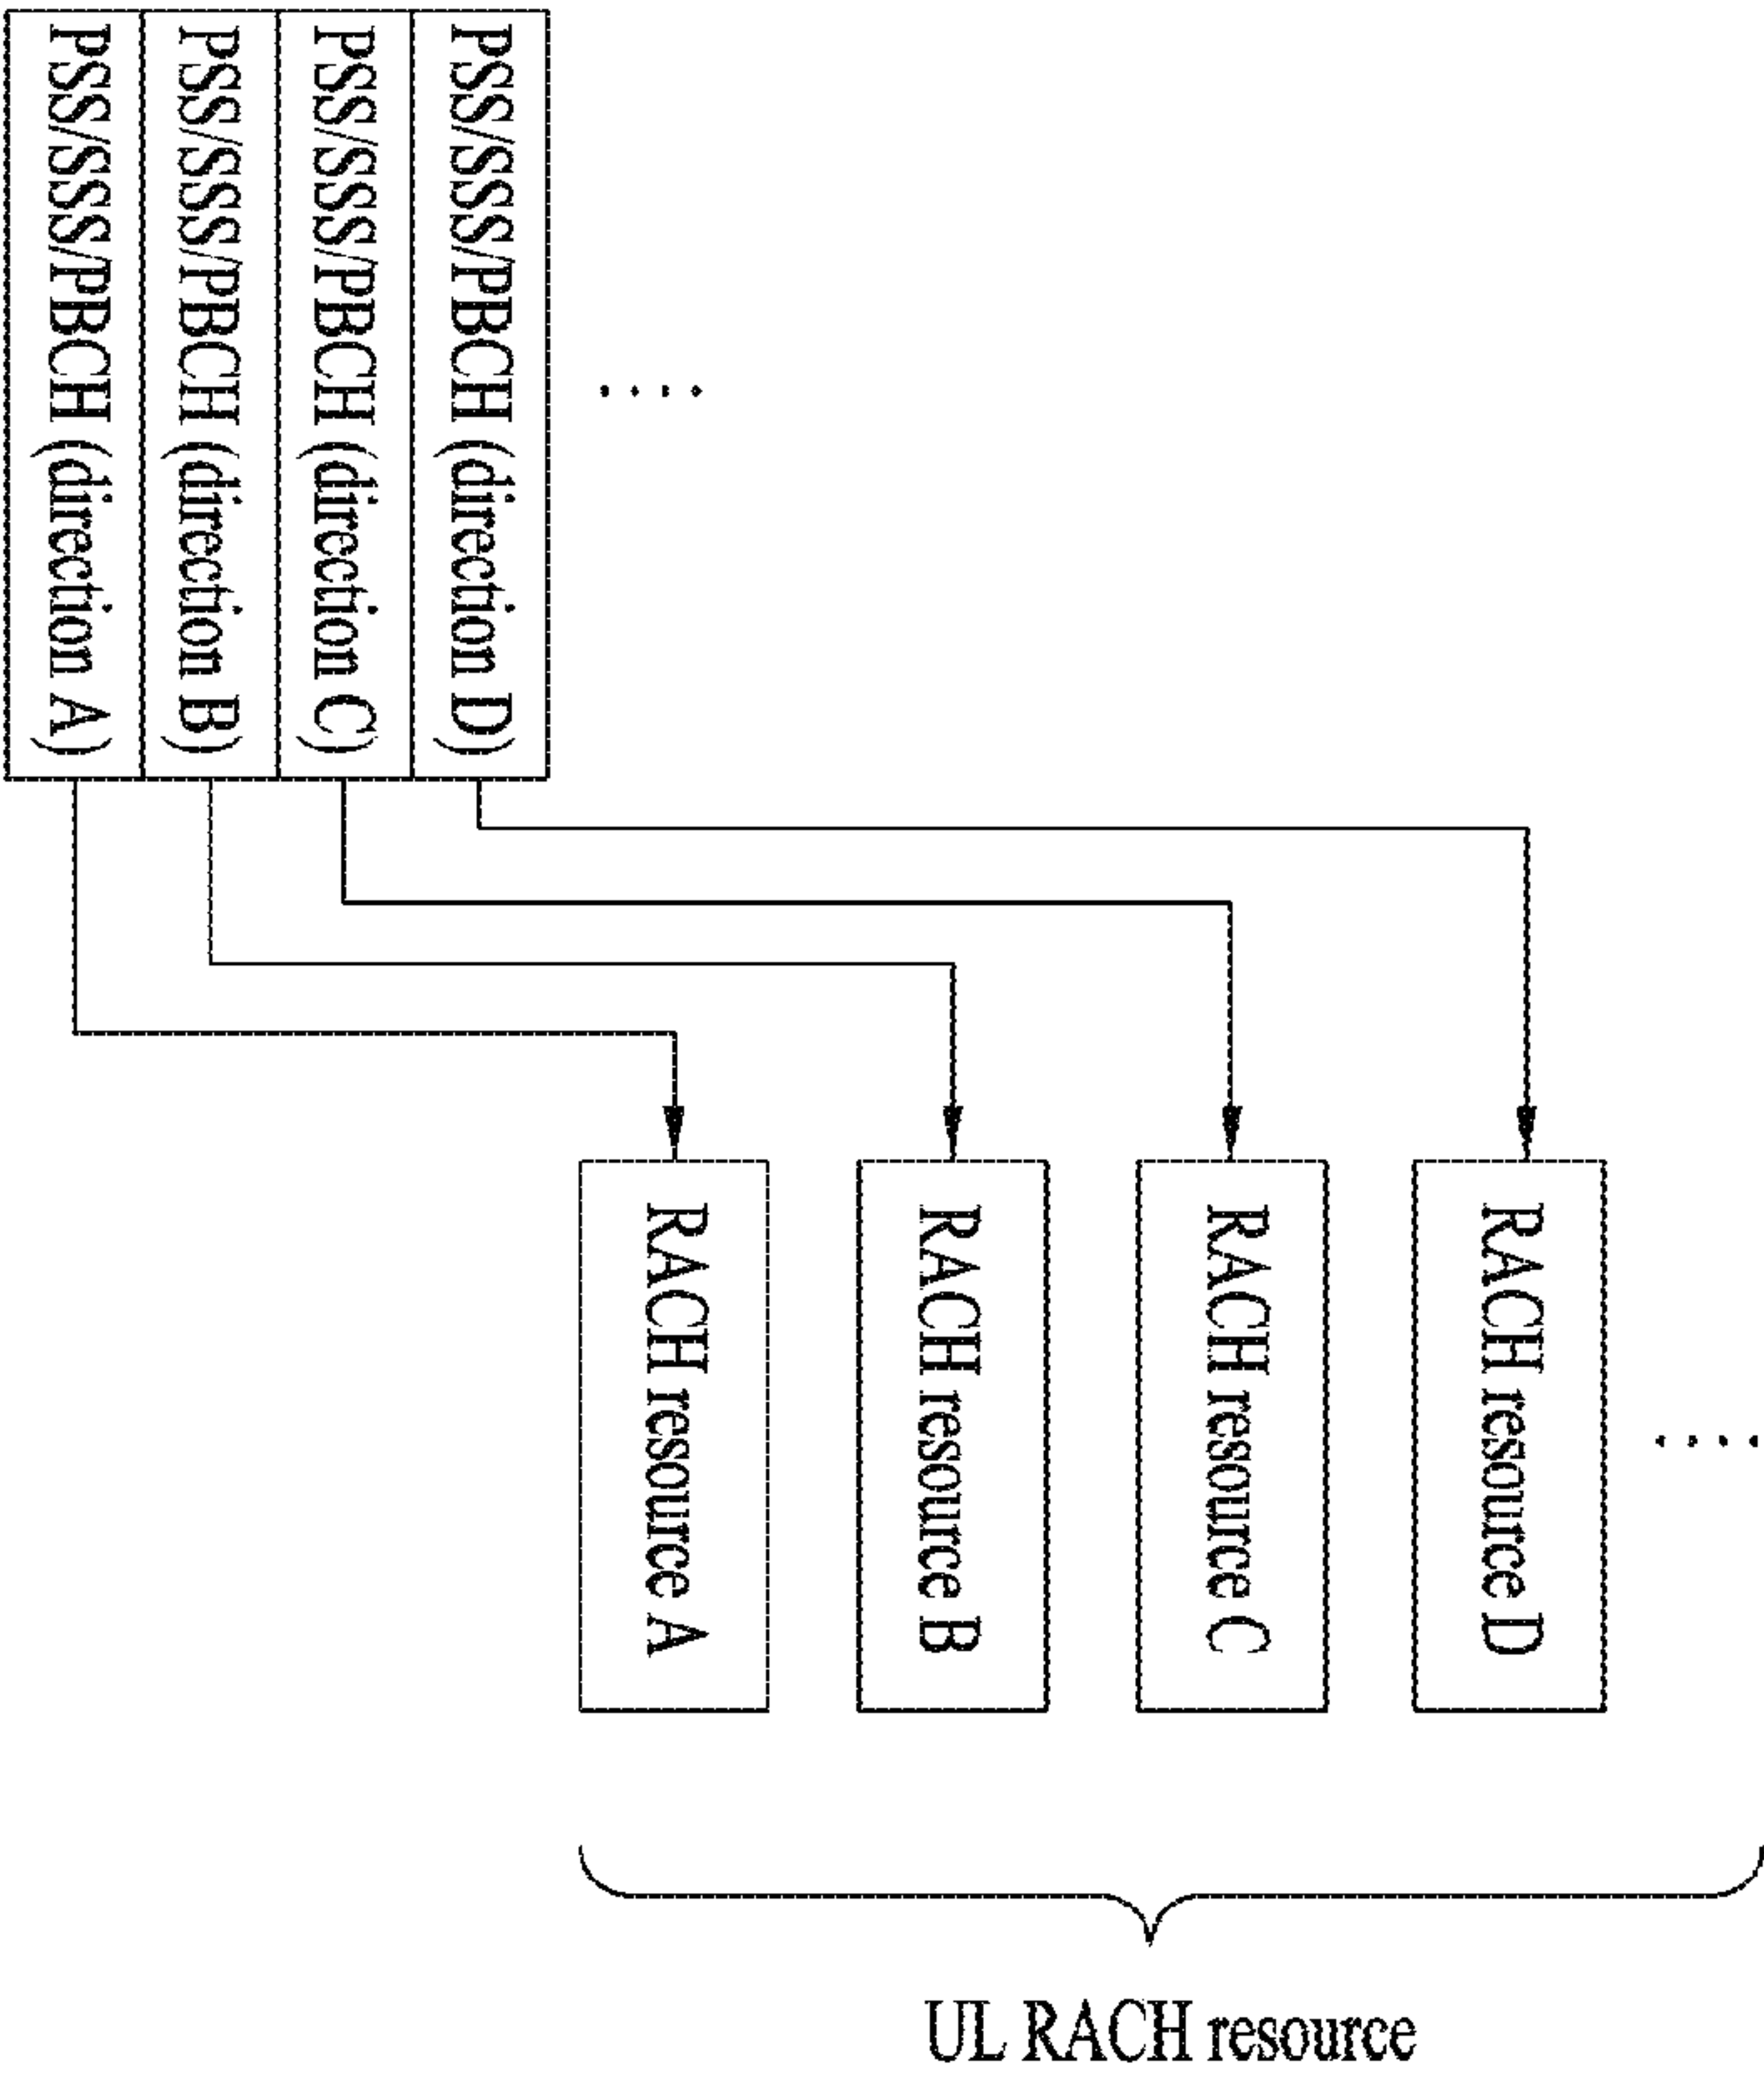 PSS/SSS/PBCH (direction A)
PSS/SSS/PBCH (direction B)
PSS/SSS/PBCH (direction C)
PSS/SSS/PBCH (direction D)
....
RACH resource A
RACH resource B
RACH resource C
RACH resource D
....
UL RACH resource